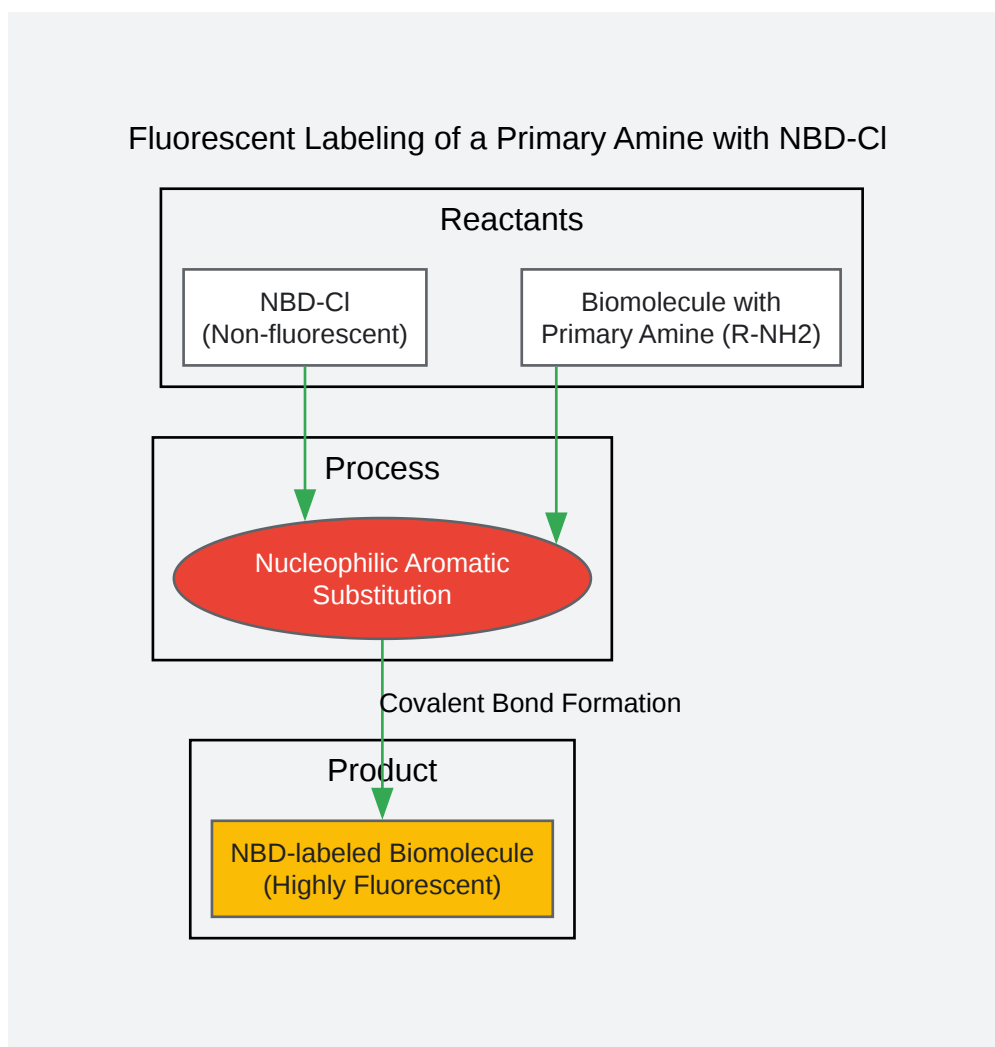 Fluorescent Labeling of a Primary Amine with NBD-Cl
Reactants
NBD-Cl
(Non-fluorescent)
Biomolecule with
Primary Amine (R-NH2)
Process
Nucleophilic Aromatic
Substitution
Covalent Bond Formation
Product
NBD-labeled Biomolecule
(Highly Fluorescent)